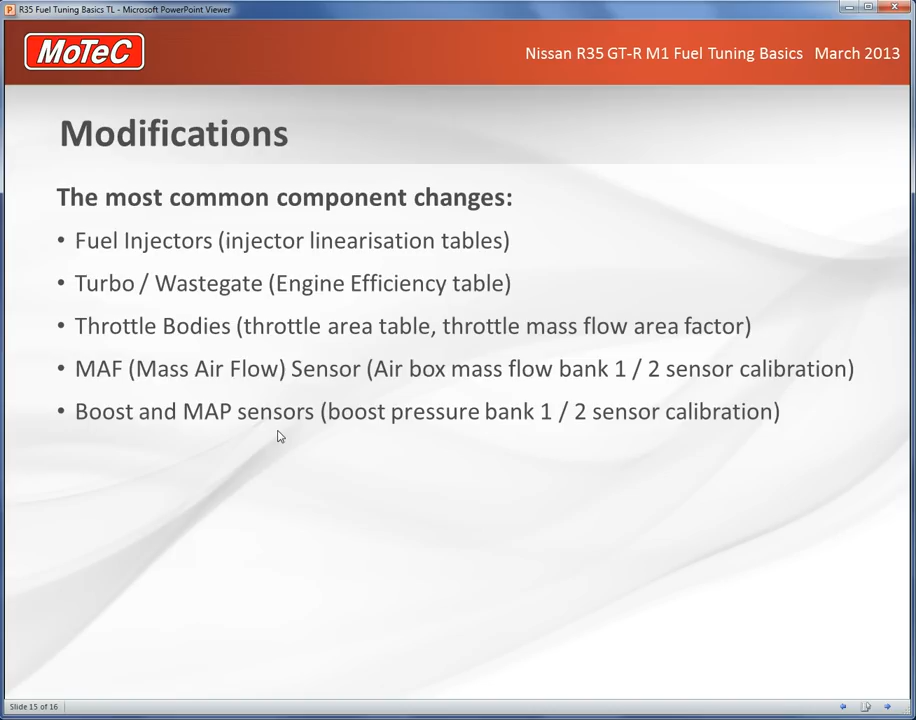 R35 Fuel Tuning Basics TL - Microsoft PowerPoint Viewer
MoTeC
Nissan R35 GT-R M1 Fuel Tuning Basics March 2013
Modifications
The most common component changes:
• Fuel Injectors (injector linearisation tables)
• Turbo / Wastegate (Engine Efficiency table)
• Throttle Bodies (throttle area table, throttle mass flow area factor)
• MAF (Mass Air Flow) Sensor (Air box mass flow bank 1 / 2 sensor calibration)
• Boost and MAP sensors (boost pressure bank 1 / 2 sensor calibration)
Slide 15 of 16